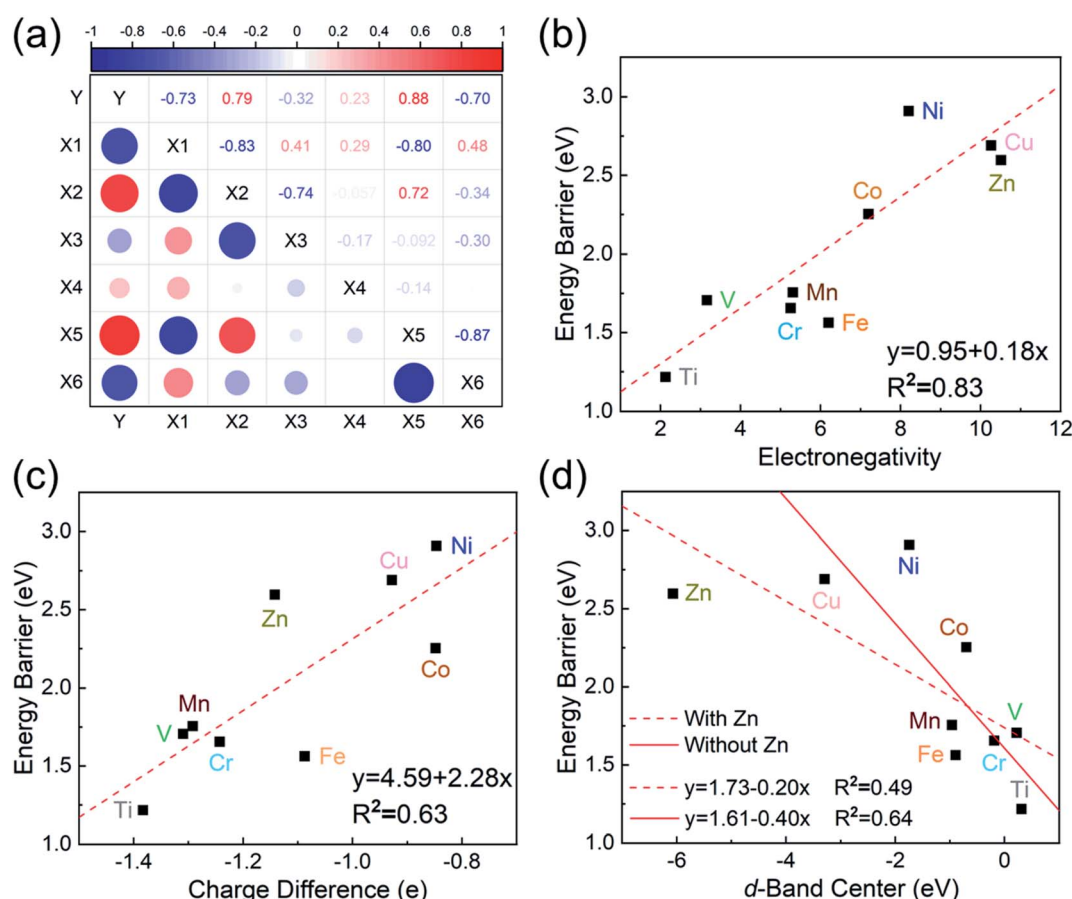 (a)
-1 -0.6 -0.2 0 0.2 0.6 1
Y Y -0.73 0.79 -0.32 0.23 0.88 -0.70
X1 X1 -0.83 0.41 0.29 -0.80 0.48
X2 X2 -0.74 -0.057 0.72 -0.34
X3 X3 -0.17 -0.092 -0.30
X4 X4 -0.14
X5 X5 -0.87
X6 X6
Y X1 X2 X3 X4 X5 X6
(b)
Energy Barrier (eV)
3.0
2.5
2.0
1.5
1.0
Ni
Cu
Zn
Co
V
Mn
Cr
Fe
Ti
y=0.95+0.18x
R²=0.83
2 4 6 8 10 12
Electronegativity
(c)
Energy Barrier (eV)
3.0
2.5
2.0
1.5
1.0
Ni
Cu
Zn
Co
Mn
V
Cr
Fe
Ti
y=4.59+2.28x
R²=0.63
-1.4 -1.2 -1.0 -0.8
Charge Difference (e)
(d)
Energy Barrier (eV)
3.0
2.5
2.0
1.5
1.0
Ni
Zn
Cu
Co
V
Mn
Fe
Cr
Ti
With Zn
Without Zn
y=1.73-0.20x R²=0.49
y=1.61-0.40x R²=0.64
-6 -4 -2 0
d-Band Center (eV)